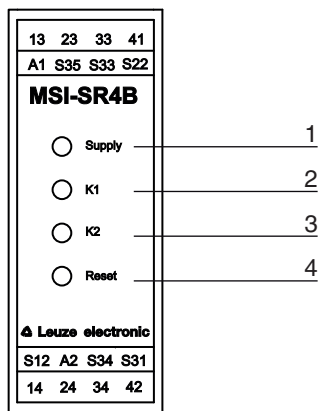 13 23 33 41
A1 S35 S33 S22
MSI-SR4B
Supply 1
K1 2
K2 3
Reset 4
Leuze electronic
S12 A2 S34 S31
14 24 34 42